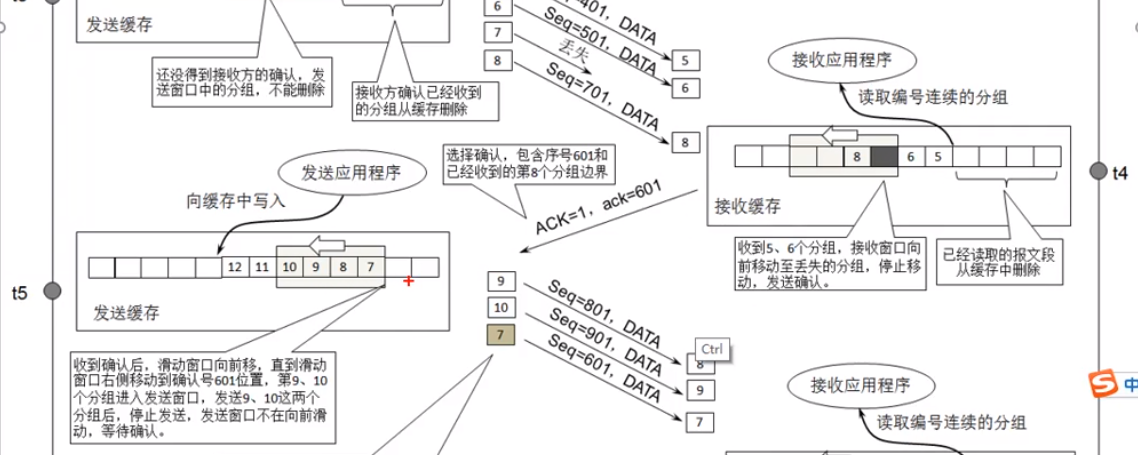 6
Seq=401, DATA
7
Seq=501, DATA
丢失
8
Seq=701, DATA
5
6
8
发送缓存
还没得到接收方的确认，发
送窗口中的分组，不能删除
接收方确认已经收到
的分组从缓存删除
接收应用程序
读取编号连续的分组
8
6
5
接收缓存
t4
选择确认，包含序号601和
已经收到的第8个分组边界
ACK=1，ack=601
收到5、6个分组，接收窗口向
前移动至丢失的分组，停止移
动，发送确认。
已经读取的报文段
从缓存中删除
发送应用程序
向缓存中写入
12
11
10
9
8
7
发送缓存
t5
收到确认后，滑动窗口向前移，直到滑动
窗口右侧移动到确认号601位置，第9、10
个分组进入发送窗口，发送9、10这两个
分组后，停止发送，发送窗口不在向前滑
动，等待确认。
9
10
7
Seq=801, DATA
Seq=901, DATA
Seq=601, DATA
Ctrl
8
9
7
接收应用程序
读取编号连续的分组
S
中